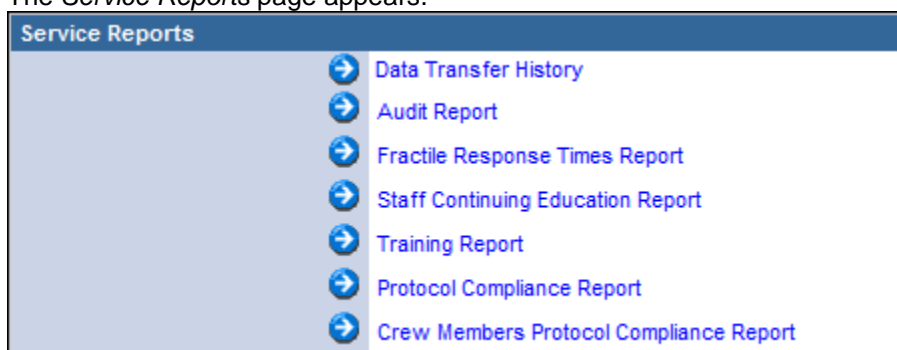 The Service Reports page appears.
Service Reports
Data Transfer History
Audit Report
Fractile Response Times Report
Staff Continuing Education Report
Training Report
Protocol Compliance Report
Crew Members Protocol Compliance Report